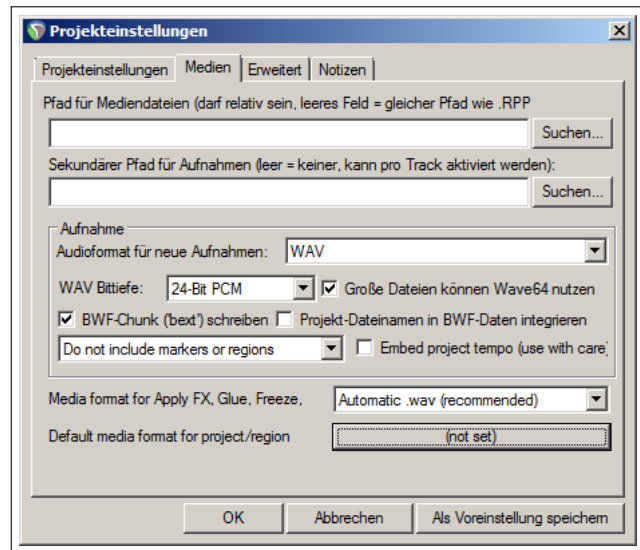 Projekteinstellungen
Projekteinstellungen Medien Erweitert Notizen
Pfad für Mediendateien (darf relativ sein, leeres Feld = gleicher Pfad wie .RPP
Suchen...
Sekundärer Pfad für Aufnahmen (leer = keiner, kann pro Track aktiviert werden):
Suchen...
Aufnahme
Audioformat für neue Aufnahmen: WAV
WAV Bittiefe: 24-Bit PCM Große Dateien können Wave64 nutzen
BWF-Chunk ('bext') schreiben Projekt-Dateinamen in BWF-Daten integrieren
Do not include markers or regions Embed project tempo (use with care)
Media format for Apply FX, Glue, Freeze, Automatic .wav (recommended)
Default media format for project/region (not set)
OK Abbrechen Als Voreinstellung speichern